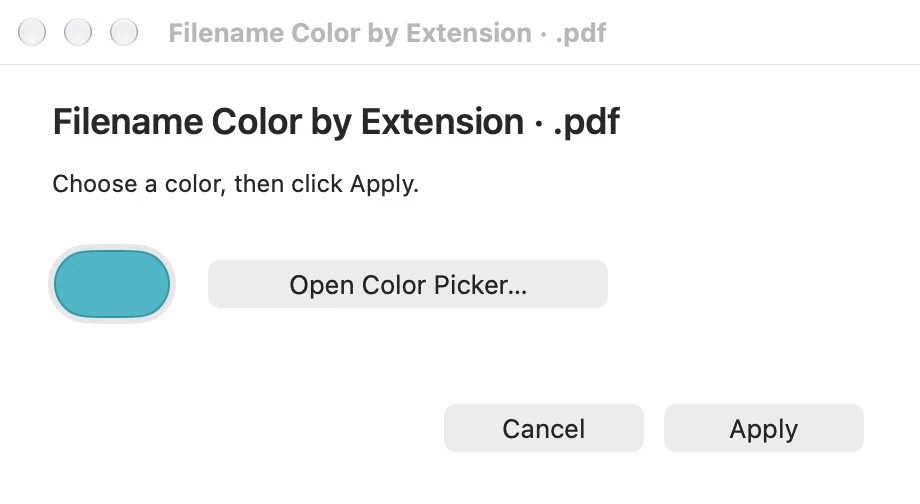 Filename Color by Extension · .pdf
Filename Color by Extension · .pdf
Choose a color, then click Apply.
Open Color Picker...
Cancel
Apply